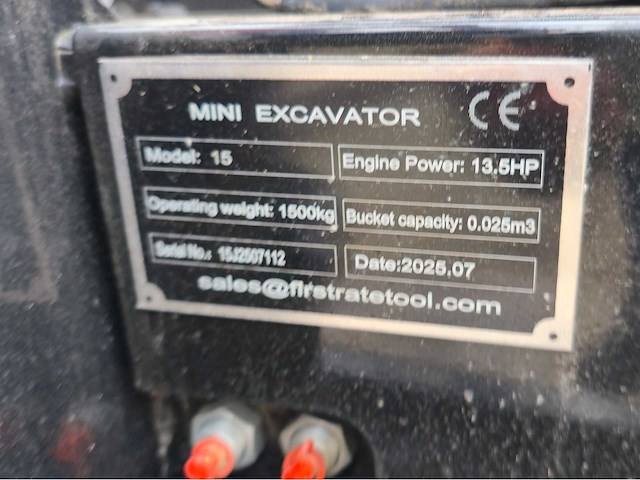 MINI EXCAVATOR CE
Model: 15 Engine Power: 13.5HP
Operating weight: 1500kg Bucket capacity: 0.025m3
Serial No.: 15J2507112 Date:2025.07
sales@firstratetool.com